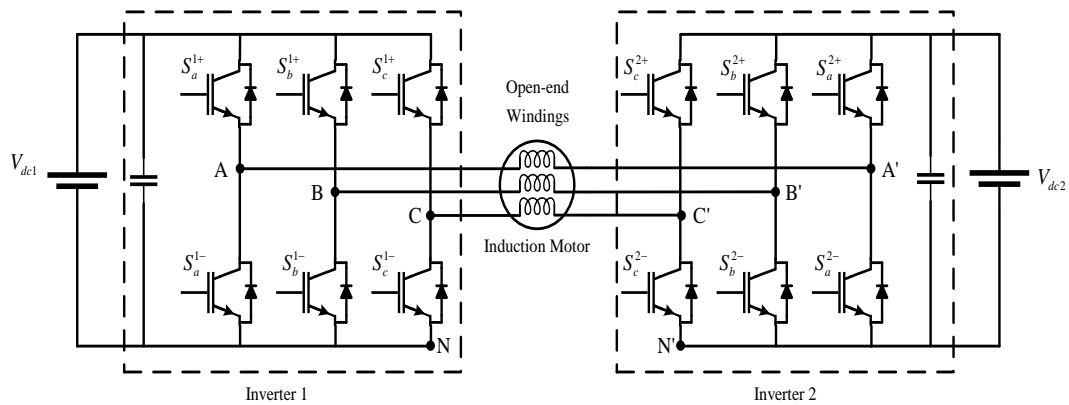 S_a^{1+} S_b^{1+} S_c^{1+}
S_c^{2+} S_b^{2+} S_a^{2+}
Open-end
Windings
V_{dc1}
A
A'
V_{dc2}
B
B'
C
C'
Induction Motor
S_a^{1-} S_b^{1-} S_c^{1-}
S_c^{2-} S_b^{2-} S_a^{2-}
N
N'
Inverter 1
Inverter 2